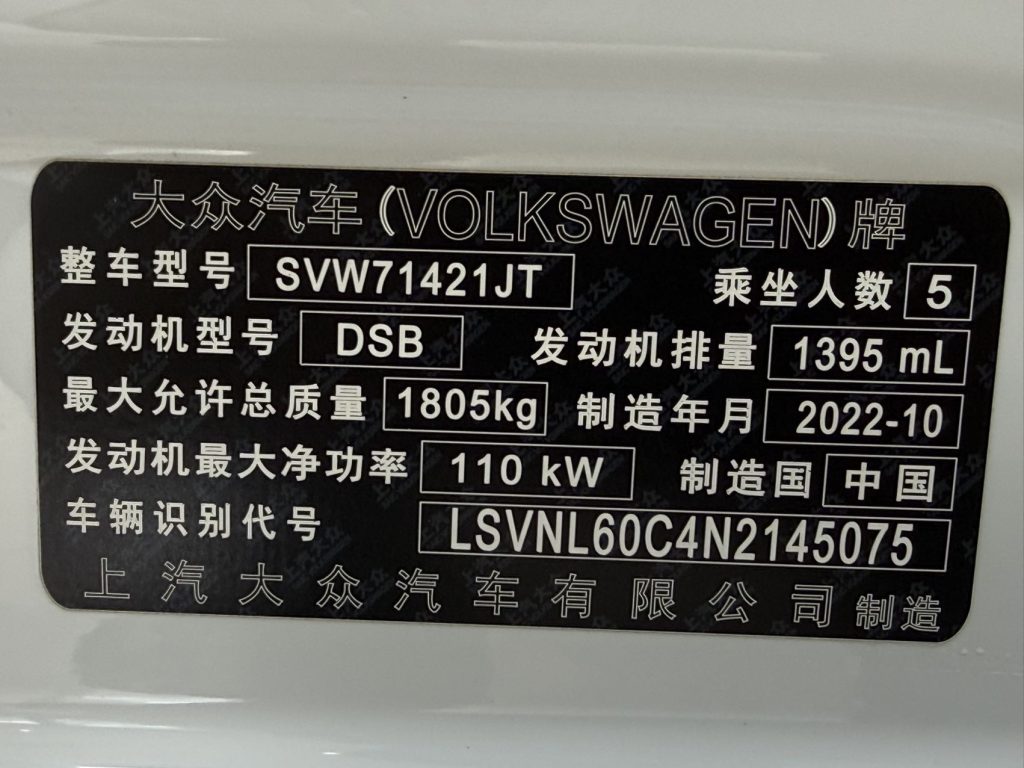 大众汽车(VOLKSWAGEN)牌
整车型号 SVW71421JT 乘坐人数 5
发动机型号 DSB 发动机排量 1395 mL
最大允许总质量 1805kg 制造年月 2022-10
发动机最大净功率 110 kW 制造国 中国
车辆识别代号 LSVNL60C4N2145075
上汽大众汽车有限公司制造